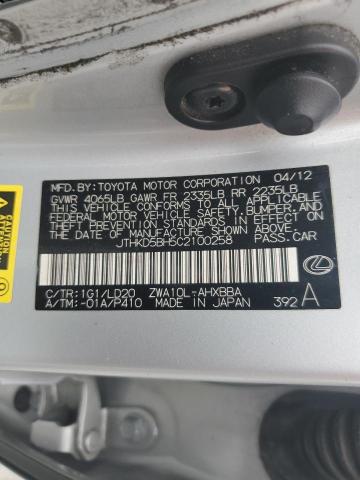 MFD.BY:TOYOTA MOTOR CORPORATION 04/12
GVWR 4065LB GAWR FR 2335LB RR 2235LB
THIS VEHICLE CONFORMS TO ALL APPLICABLE
FEDERAL MOTOR VEHICLE SAFETY,BUMPER,AND
THEFT PREVENTION STANDARDS IN EFFECT ON
THE DATE OF MANUFACTURE SHOWN ABOVE.
JTHKD5BH5C2100258 PASS.CAR
C/TR:1G1/LD20 ZWA10L-AHXBBA
A/TM:-01A/P410 MADE IN JAPAN 392 A